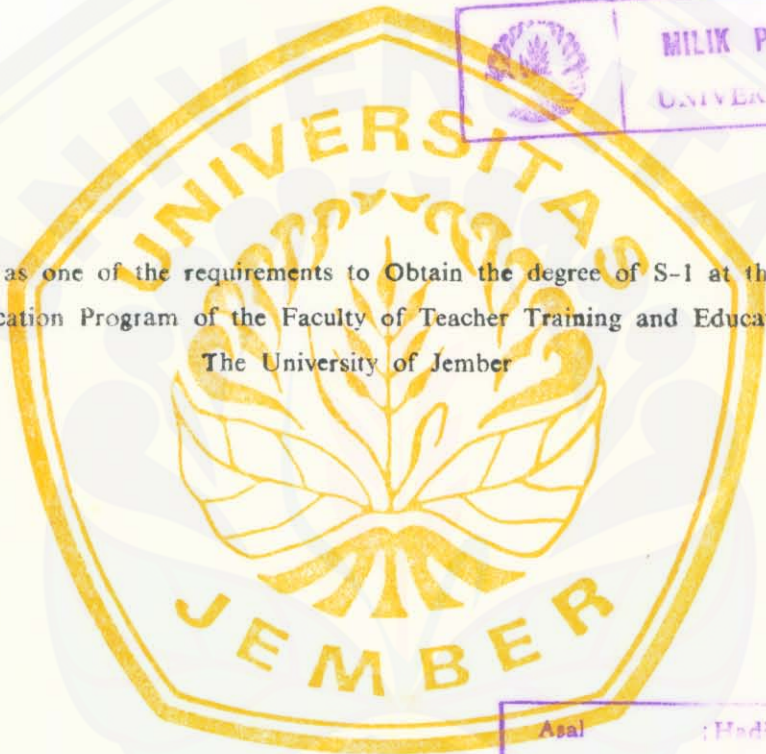 MILIK P
UNIVER
UNIVERSITAS
as one of the requirements to Obtain the degree of S-1 at th
cation Program of the Faculty of Teacher Training and Educa
The University of Jember
JEMBER
Asal : Hadi